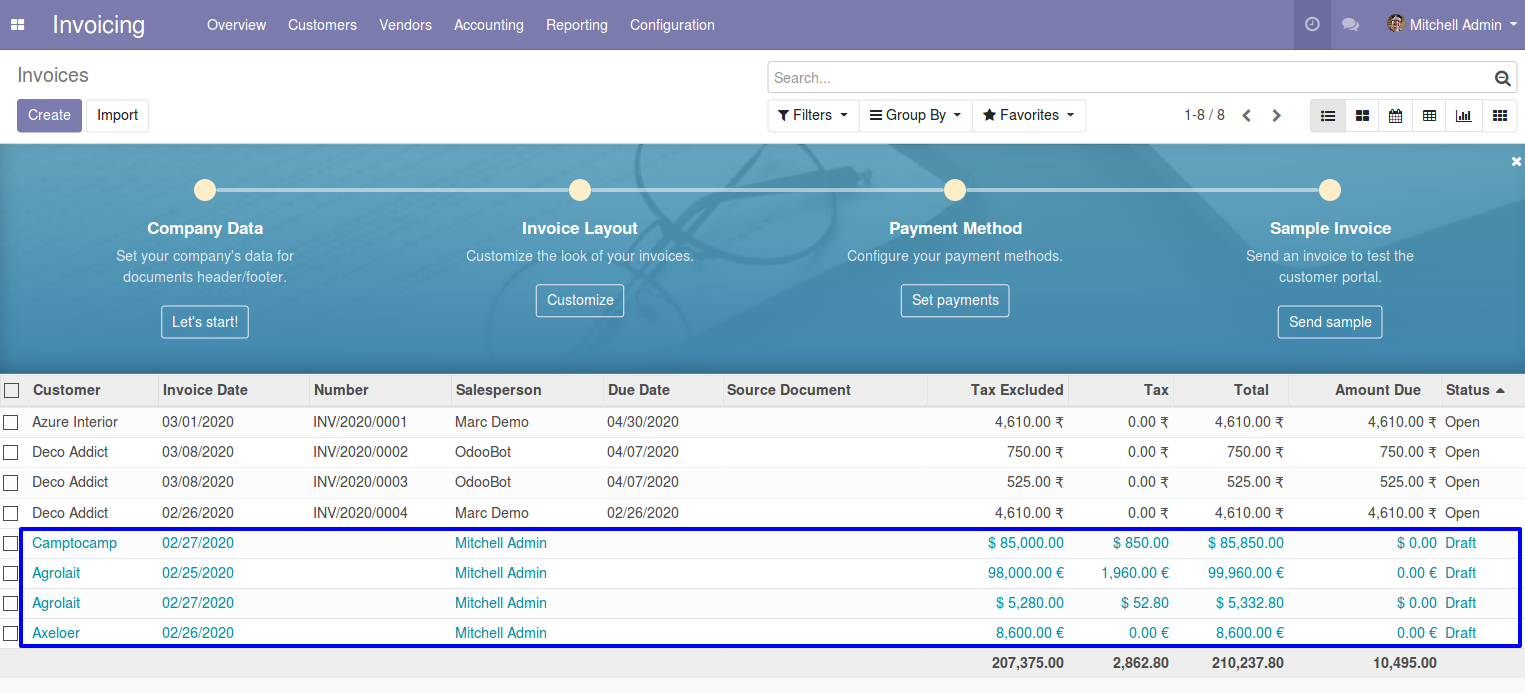 Invoicing Overview Customers Vendors Accounting Reporting Configuration Mitchell Admin
Invoices
Search...
Create Import Filters Group By Favorites 1-8 / 8
Company Data Invoice Layout Payment Method Sample Invoice
Set your company's data for documents header/footer.
Customize the look of your invoices.
Configure your payment methods.
Send an invoice to test the customer portal.
Let's start! Customize Set payments Send sample
Customer Invoice Date Number Salesperson Due Date Source Document Tax Excluded Tax Total Amount Due Status
Azure Interior 03/01/2020 INV/2020/0001 Marc Demo 04/30/2020 4,610.00 ₹ 0.00 ₹ 4,610.00 ₹ 4,610.00 ₹ Open
Deco Addict 03/08/2020 INV/2020/0002 OdooBot 04/07/2020 750.00 ₹ 0.00 ₹ 750.00 ₹ 750.00 ₹ Open
Deco Addict 03/08/2020 INV/2020/0003 OdooBot 04/07/2020 525.00 ₹ 0.00 ₹ 525.00 ₹ 525.00 ₹ Open
Deco Addict 02/26/2020 INV/2020/0004 Marc Demo 02/26/2020 4,610.00 ₹ 0.00 ₹ 4,610.00 ₹ 4,610.00 ₹ Open
Camptocamp 02/27/2020 Mitchell Admin $ 85,000.00 $ 850.00 $ 85,850.00 $ 0.00 Draft
Agrolait 02/25/2020 Mitchell Admin 98,000.00 € 1,960.00 € 99,960.00 € 0.00 € Draft
Agrolait 02/27/2020 Mitchell Admin $ 5,280.00 $ 52.80 $ 5,332.80 $ 0.00 Draft
Axeloer 02/26/2020 Mitchell Admin 8,600.00 € 0.00 € 8,600.00 € 0.00 € Draft
207,375.00 2,862.80 210,237.80 10,495.00